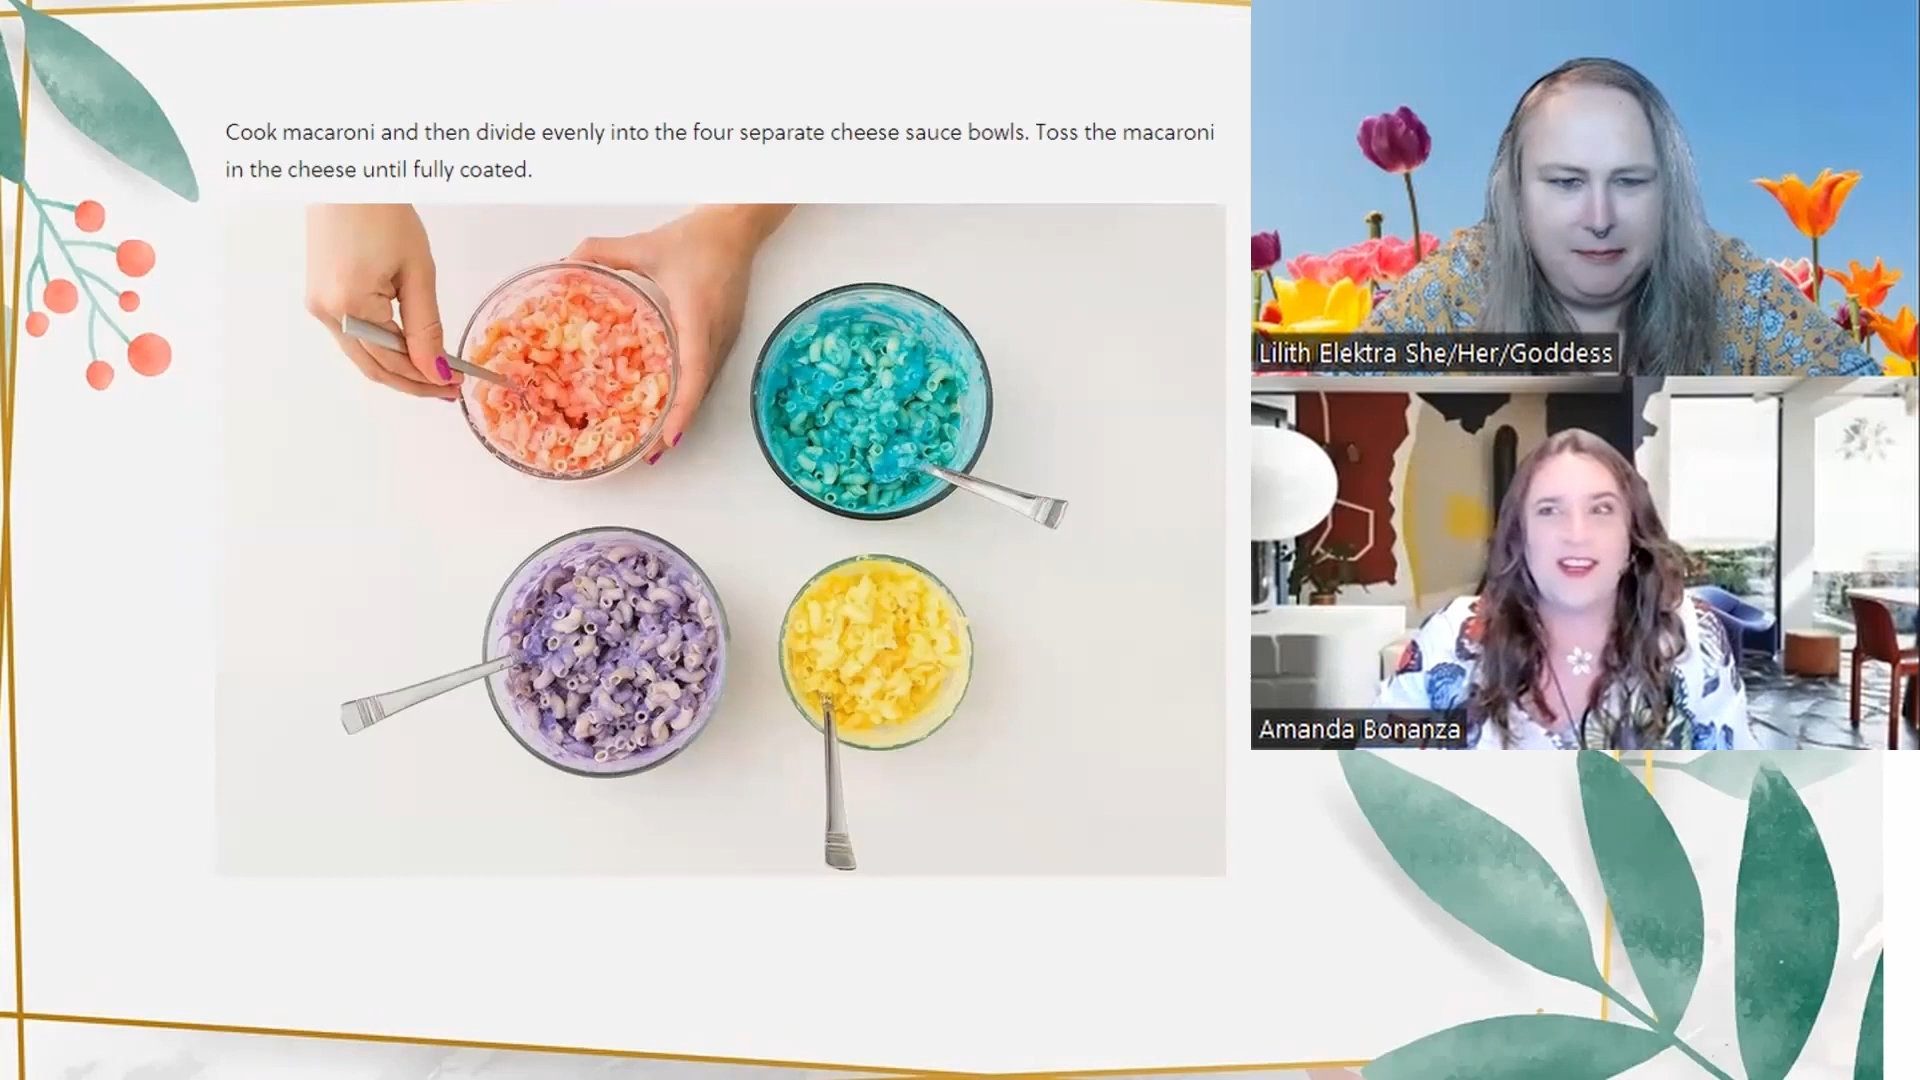 Cook macaroni and then divide evenly into the four separate cheese sauce bowls. Toss the macaroni
in the cheese until fully coated.
Lilith Elektra She/Her/Goddess
Amanda Bonanza